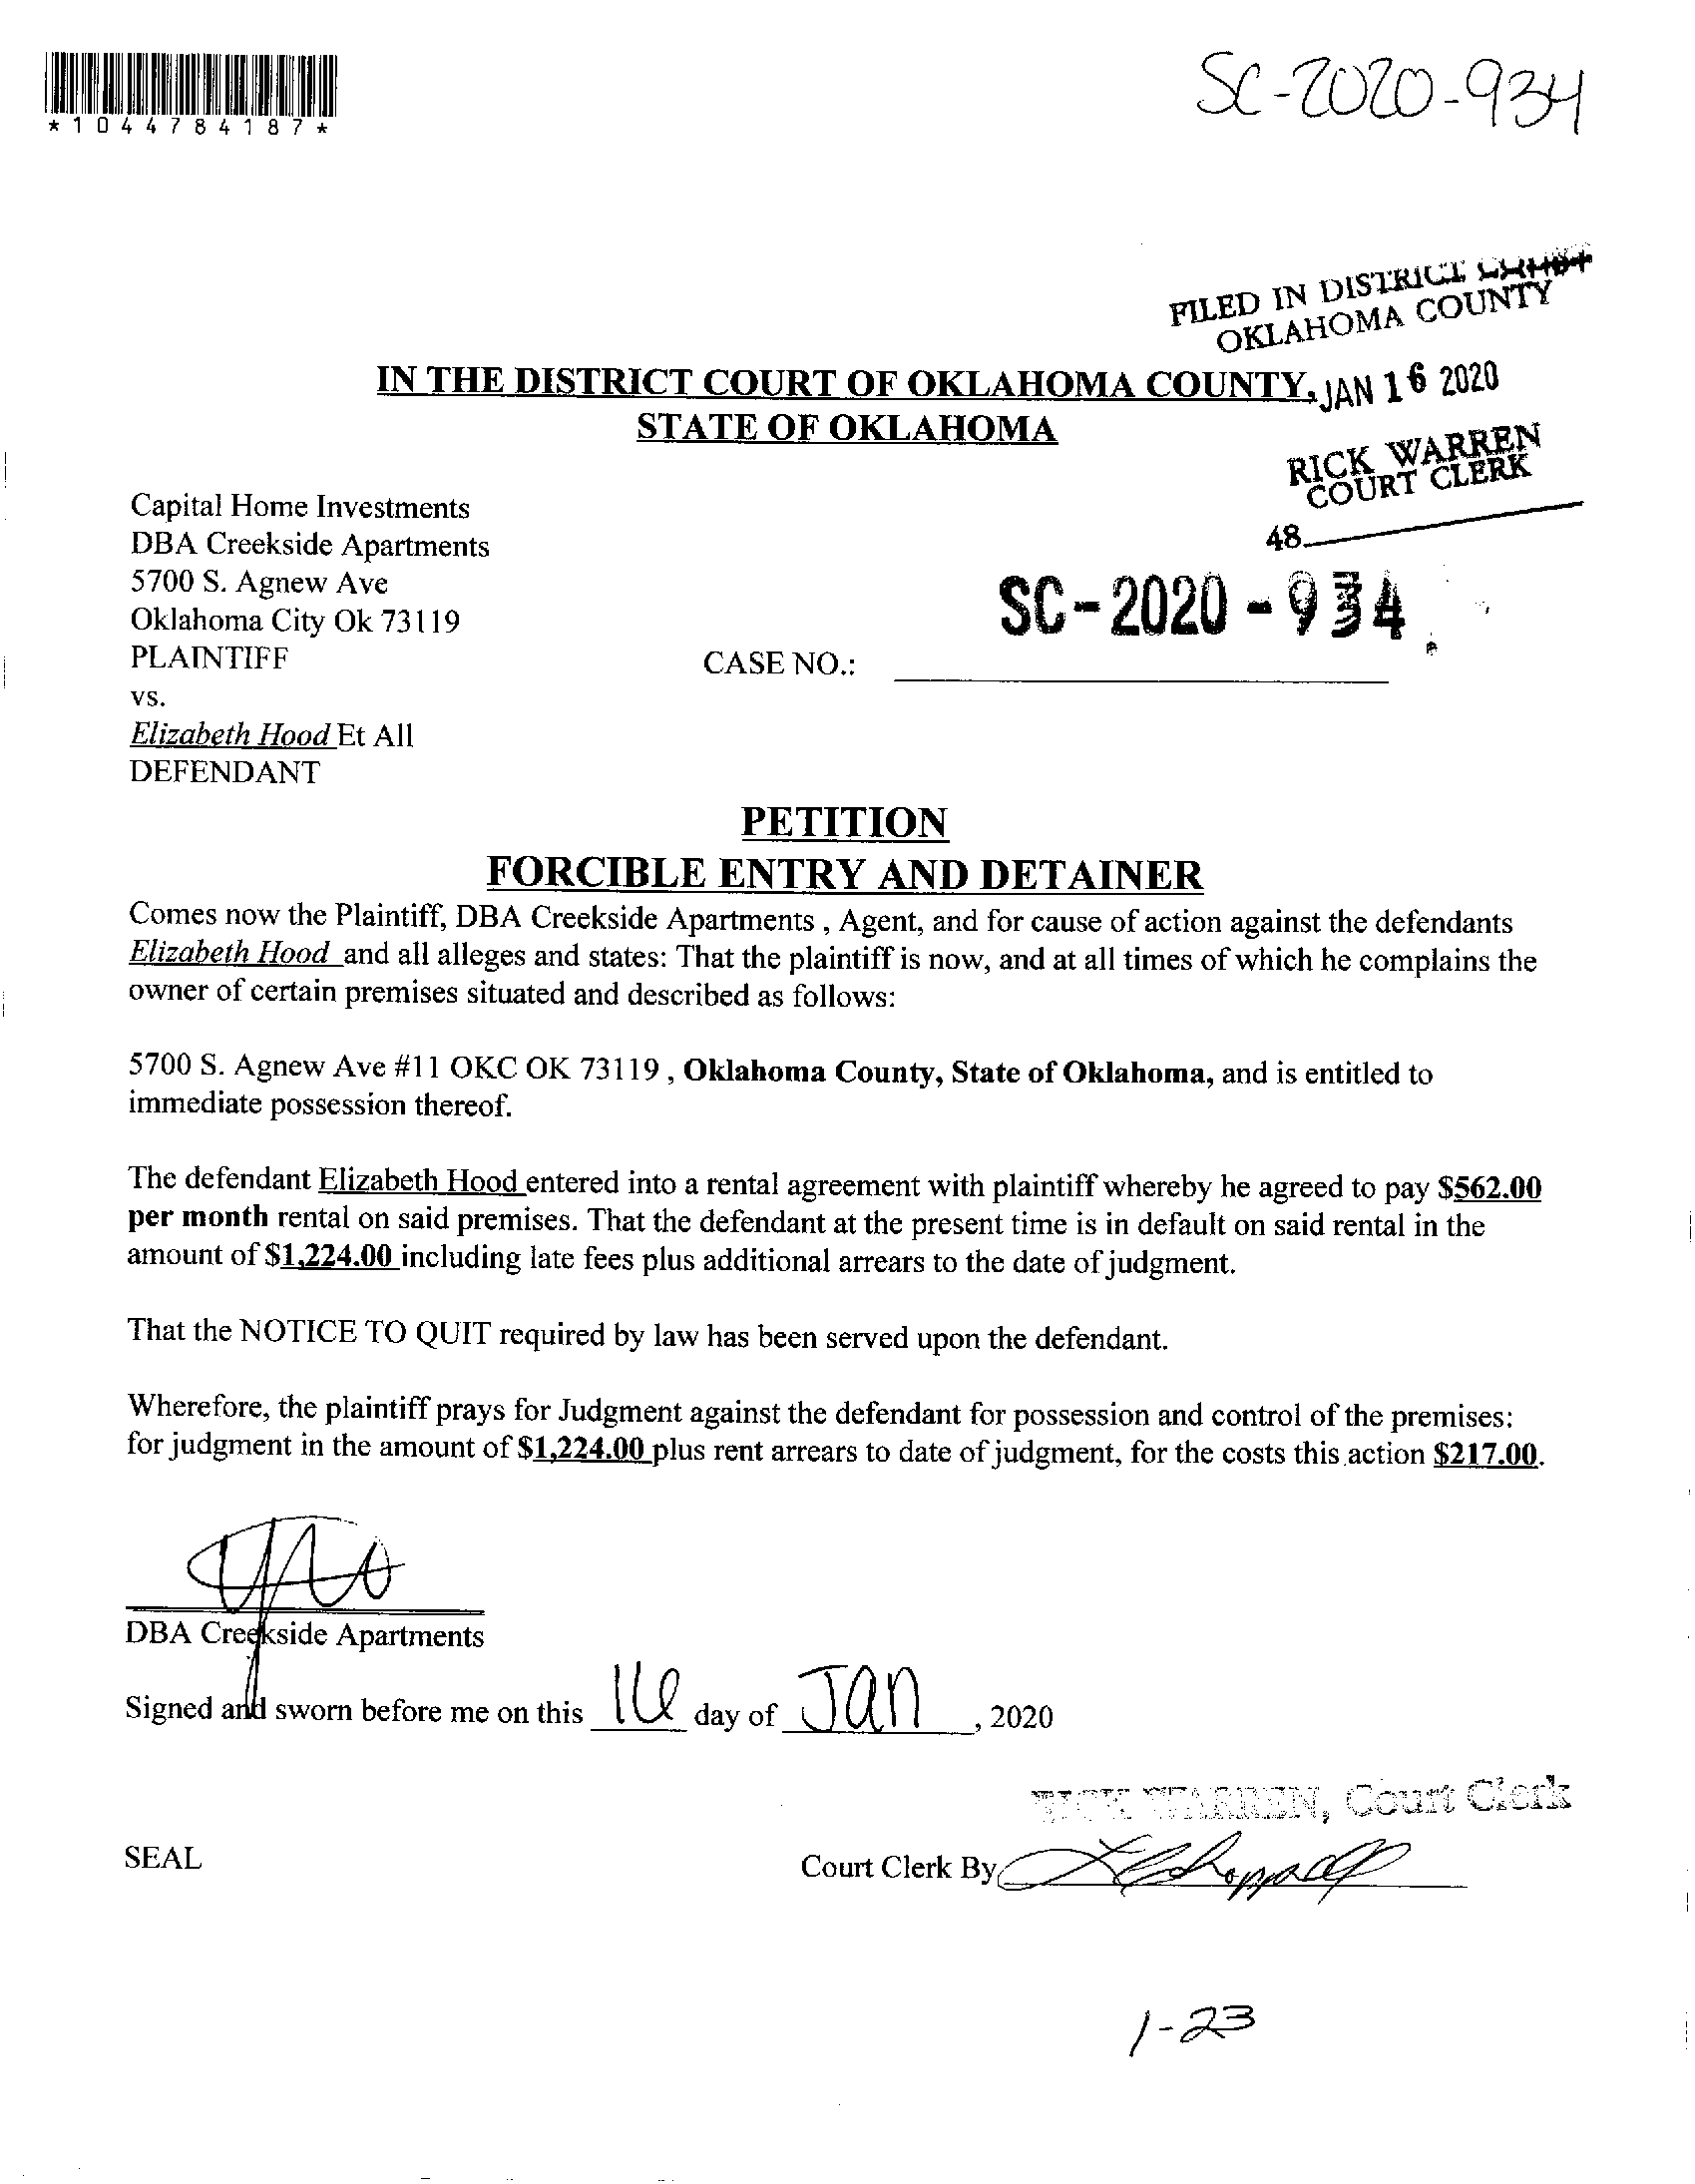 *1044784187*
SC-2020-934
FILED IN DISTRICT COURT
OKLAHOMA COUNTY
IN THE DISTRICT COURT OF OKLAHOMA COUNTY, JAN 16 2020
STATE OF OKLAHOMA
RICK WARREN
COURT CLERK
48
Capital Home Investments
DBA Creekside Apartments
5700 S. Agnew Ave
Oklahoma City Ok 73119
SC-2020-934
PLAINTIFF
CASE NO.:
vs.
Elizabeth Hood Et All
DEFENDANT
PETITION
FORCIBLE ENTRY AND DETAINER
Comes now the Plaintiff, DBA Creekside Apartments , Agent, and for cause of action against the defendants
Elizabeth Hood and all alleges and states: That the plaintiff is now, and at all times of which he complains the
owner of certain premises situated and described as follows:
5700 S. Agnew Ave #11 OKC OK 73119 , Oklahoma County, State of Oklahoma, and is entitled to
immediate possession thereof.
The defendant Elizabeth Hood entered into a rental agreement with plaintiff whereby he agreed to pay $562.00
per month rental on said premises. That the defendant at the present time is in default on said rental in the
amount of $1,224.00 including late fees plus additional arrears to the date of judgment.
That the NOTICE TO QUIT required by law has been served upon the defendant.
Wherefore, the plaintiff prays for Judgment against the defendant for possession and control of the premises:
for judgment in the amount of $1,224.00 plus rent arrears to date of judgment, for the costs this action $217.00.
DBA Creekside Apartments
Signed and sworn before me on this 16 day of Jan, 2020
RICK WARREN, Court Clerk
SEAL
Court Clerk By
1-23